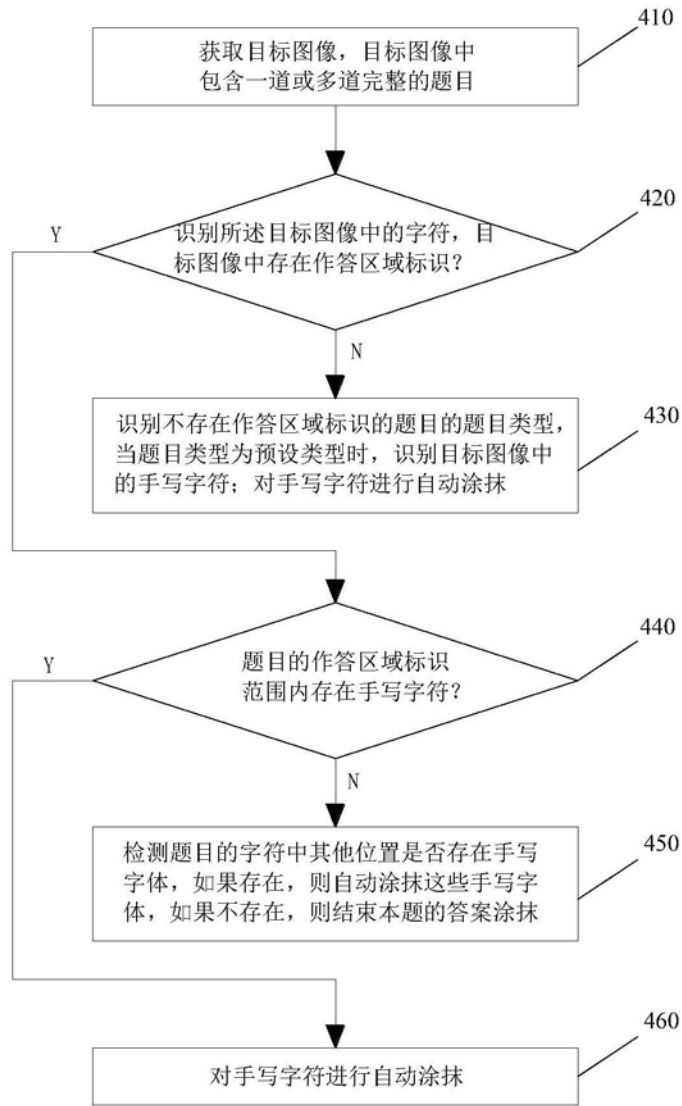 410
获取目标图像，目标图像中
包含一道或多道完整的题目
420
Y
识别所述目标图像中的字符，目
标图像中存在作答区域标识？
N
430
识别不存在作答区域标识的题目的题目类型，
当题目类型为预设类型时，识别目标图像中
的手写字符；对手写字符进行自动涂抹
440
Y
题目的作答区域标识
范围内存在手写字符？
N
450
检测题目的字符中其他位置是否存在手写
字体，如果存在，则自动涂抹这些手写字
体，如果不存在，则结束本题的答案涂抹
460
对手写字符进行自动涂抹